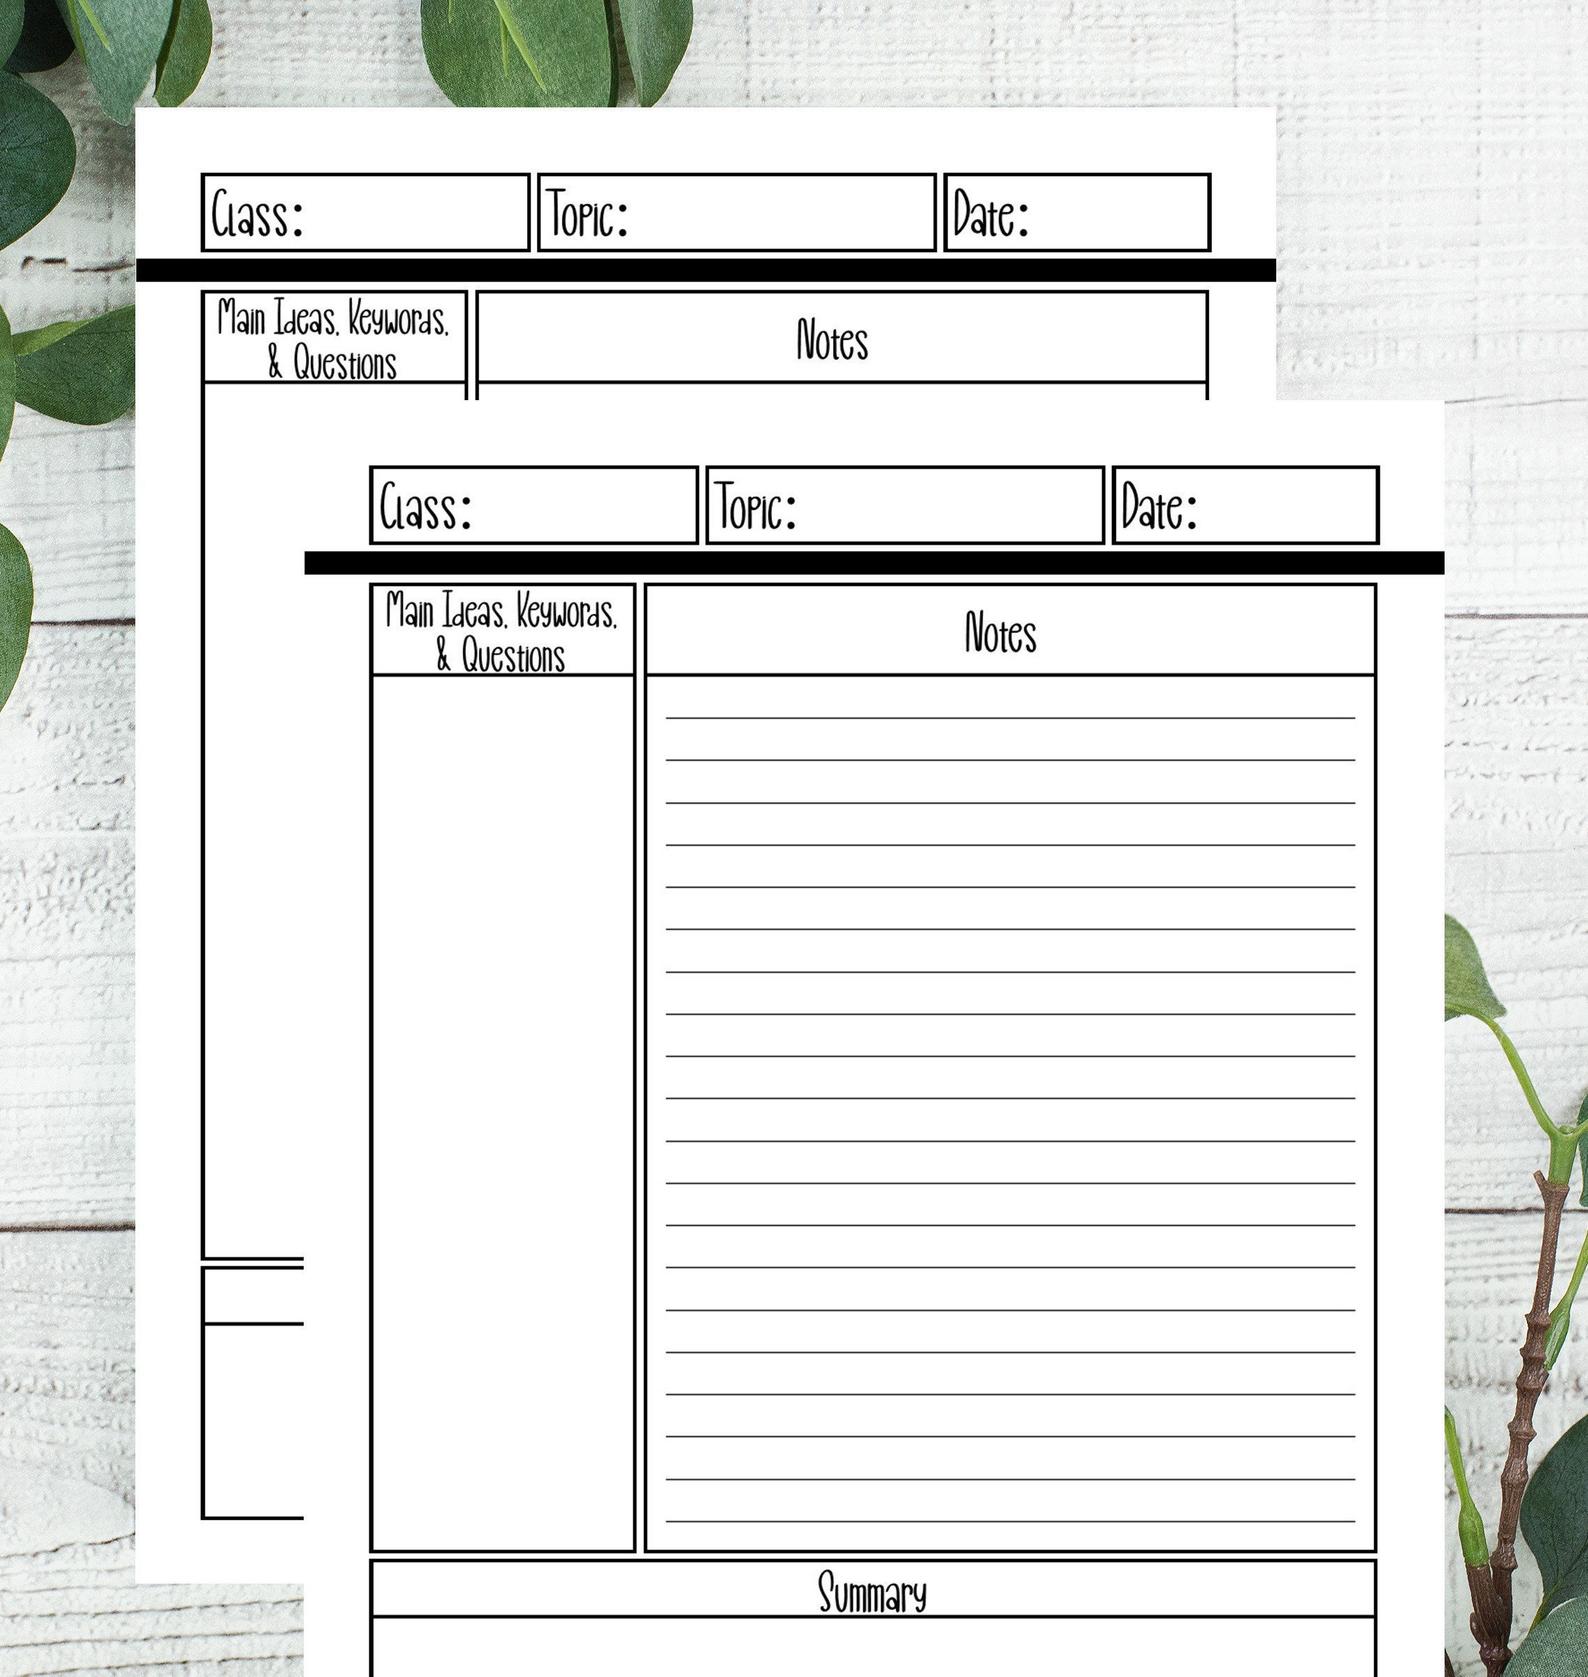 Class:
Topic:
Date:
Main Ideas, Keywords,
& Questions
Notes
Class:
Topic:
Date:
Main Ideas, Keywords,
& Questions
Notes
Summary